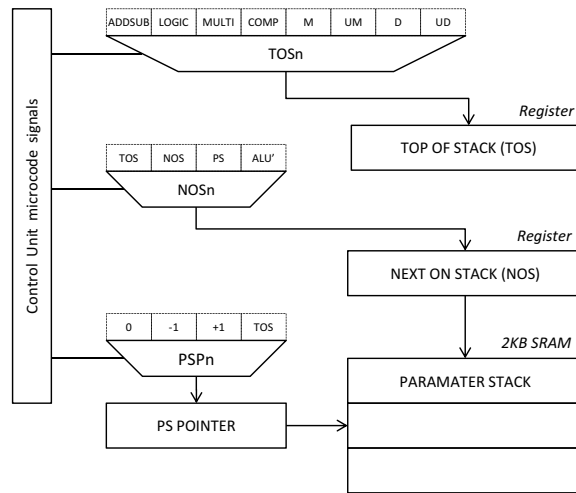 ADDSUB LOGIC MULTI COMP M UM D UD
TOSn
Register
TOP OF STACK (TOS)
TOS NOS PS ALU'
NOSn
Register
NEXT ON STACK (NOS)
0 -1 +1 TOS
PSPn
2KB SRAM
PARAMATER STACK
PS POINTER
Control Unit microcode signals